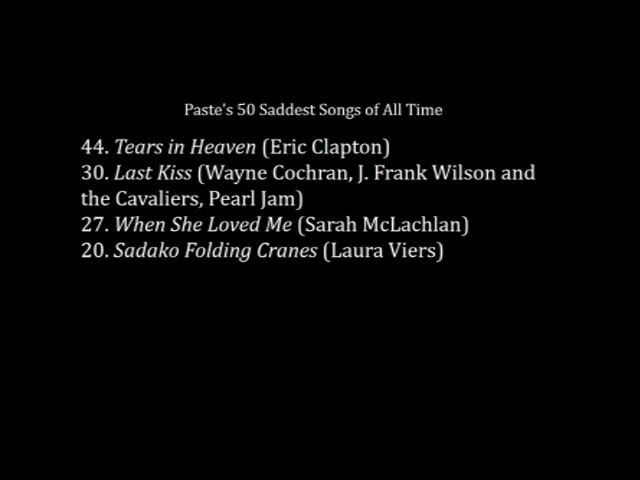 Paste's 50 Saddest Songs of All Time
44. Tears in Heaven (Eric Clapton)
30. Last Kiss (Wayne Cochran, J. Frank Wilson and
the Cavaliers, Pearl Jam)
27. When She Loved Me (Sarah McLachlan)
20. Sadako Folding Cranes (Laura Viers)